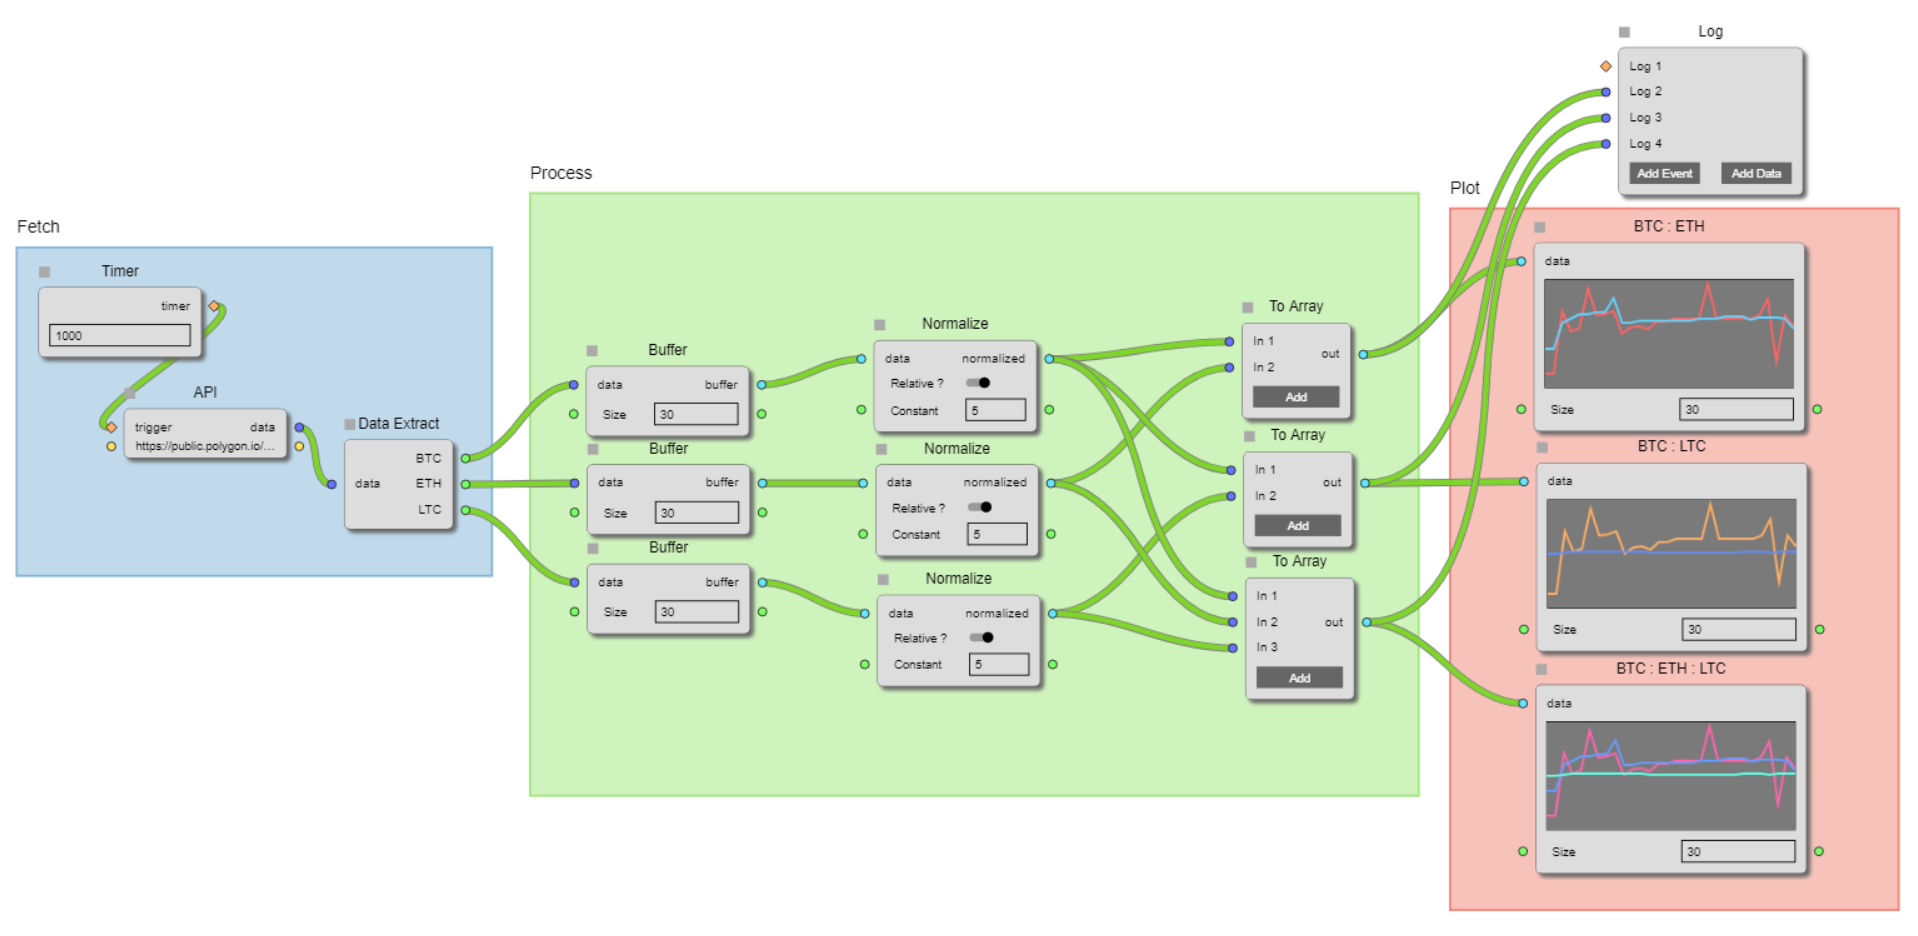 Fetch
Timer
timer
1000
API
trigger data
https://public.polygon.io/...
Data Extract
BTC
data ETH
LTC
Process
Buffer
data buffer
Size 30
Buffer
data buffer
Size 30
Buffer
data buffer
Size 30
Normalize
data normalized
Relative ?
Constant 5
Normalize
data normalized
Relative ?
Constant 5
Normalize
data normalized
Relative ?
Constant 5
To Array
In 1
out
In 2
Add
To Array
In 1
out
In 2
Add
To Array
In 1
In 2 out
In 3
Add
Log
Log 1
Log 2
Log 3
Log 4
Add Event Add Data
Plot
BTC : ETH
data
Size 30
BTC : LTC
data
Size 30
BTC : ETH : LTC
data
Size 30